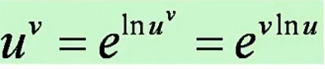 u^v = e^{ln u^v} = e^{v ln u}